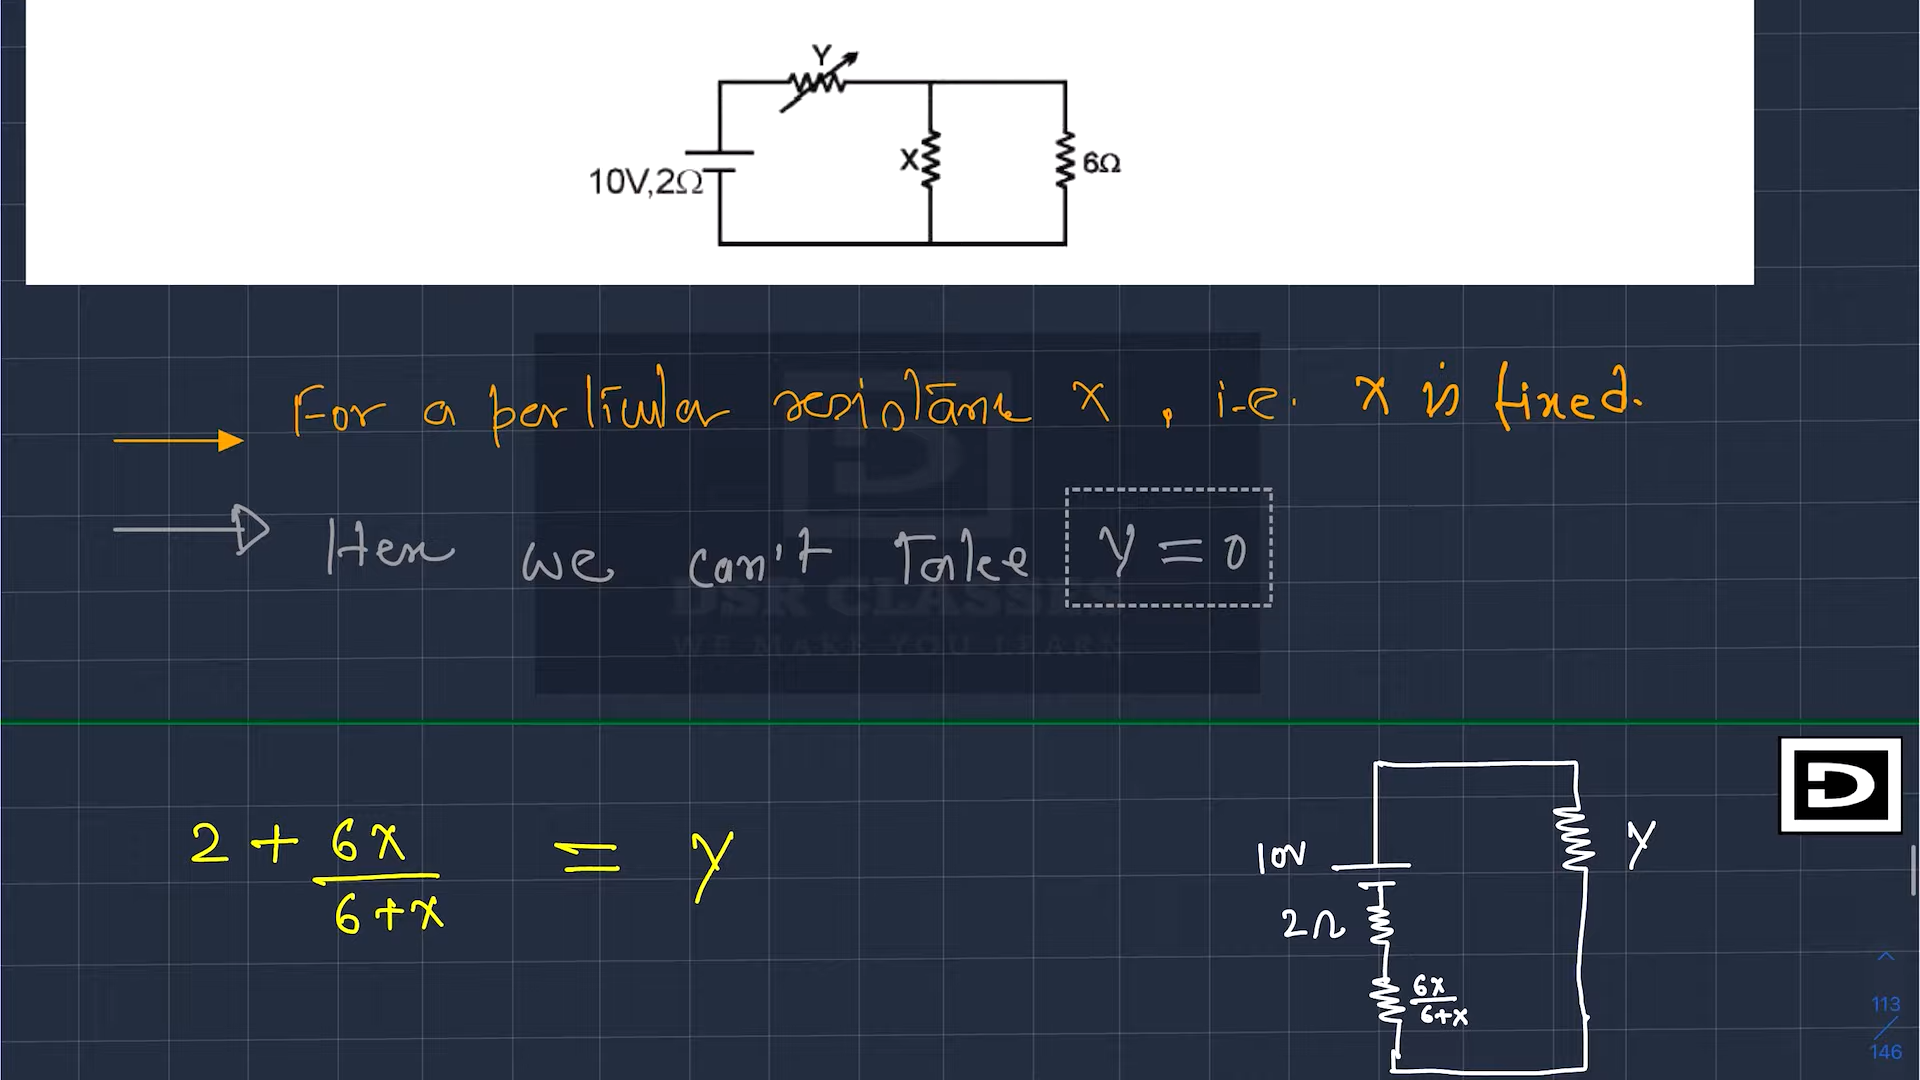 Y
X
6Ω
10V,2Ω
For a perticular resistance x , i.e. x is fixed.
Here we can't Take Y = 0
DSR CLASSES
WE MAKE YOU LEARN
2 + 6x / 6+x = y
10V
y
2Ω
6x / 6+x
113 / 146